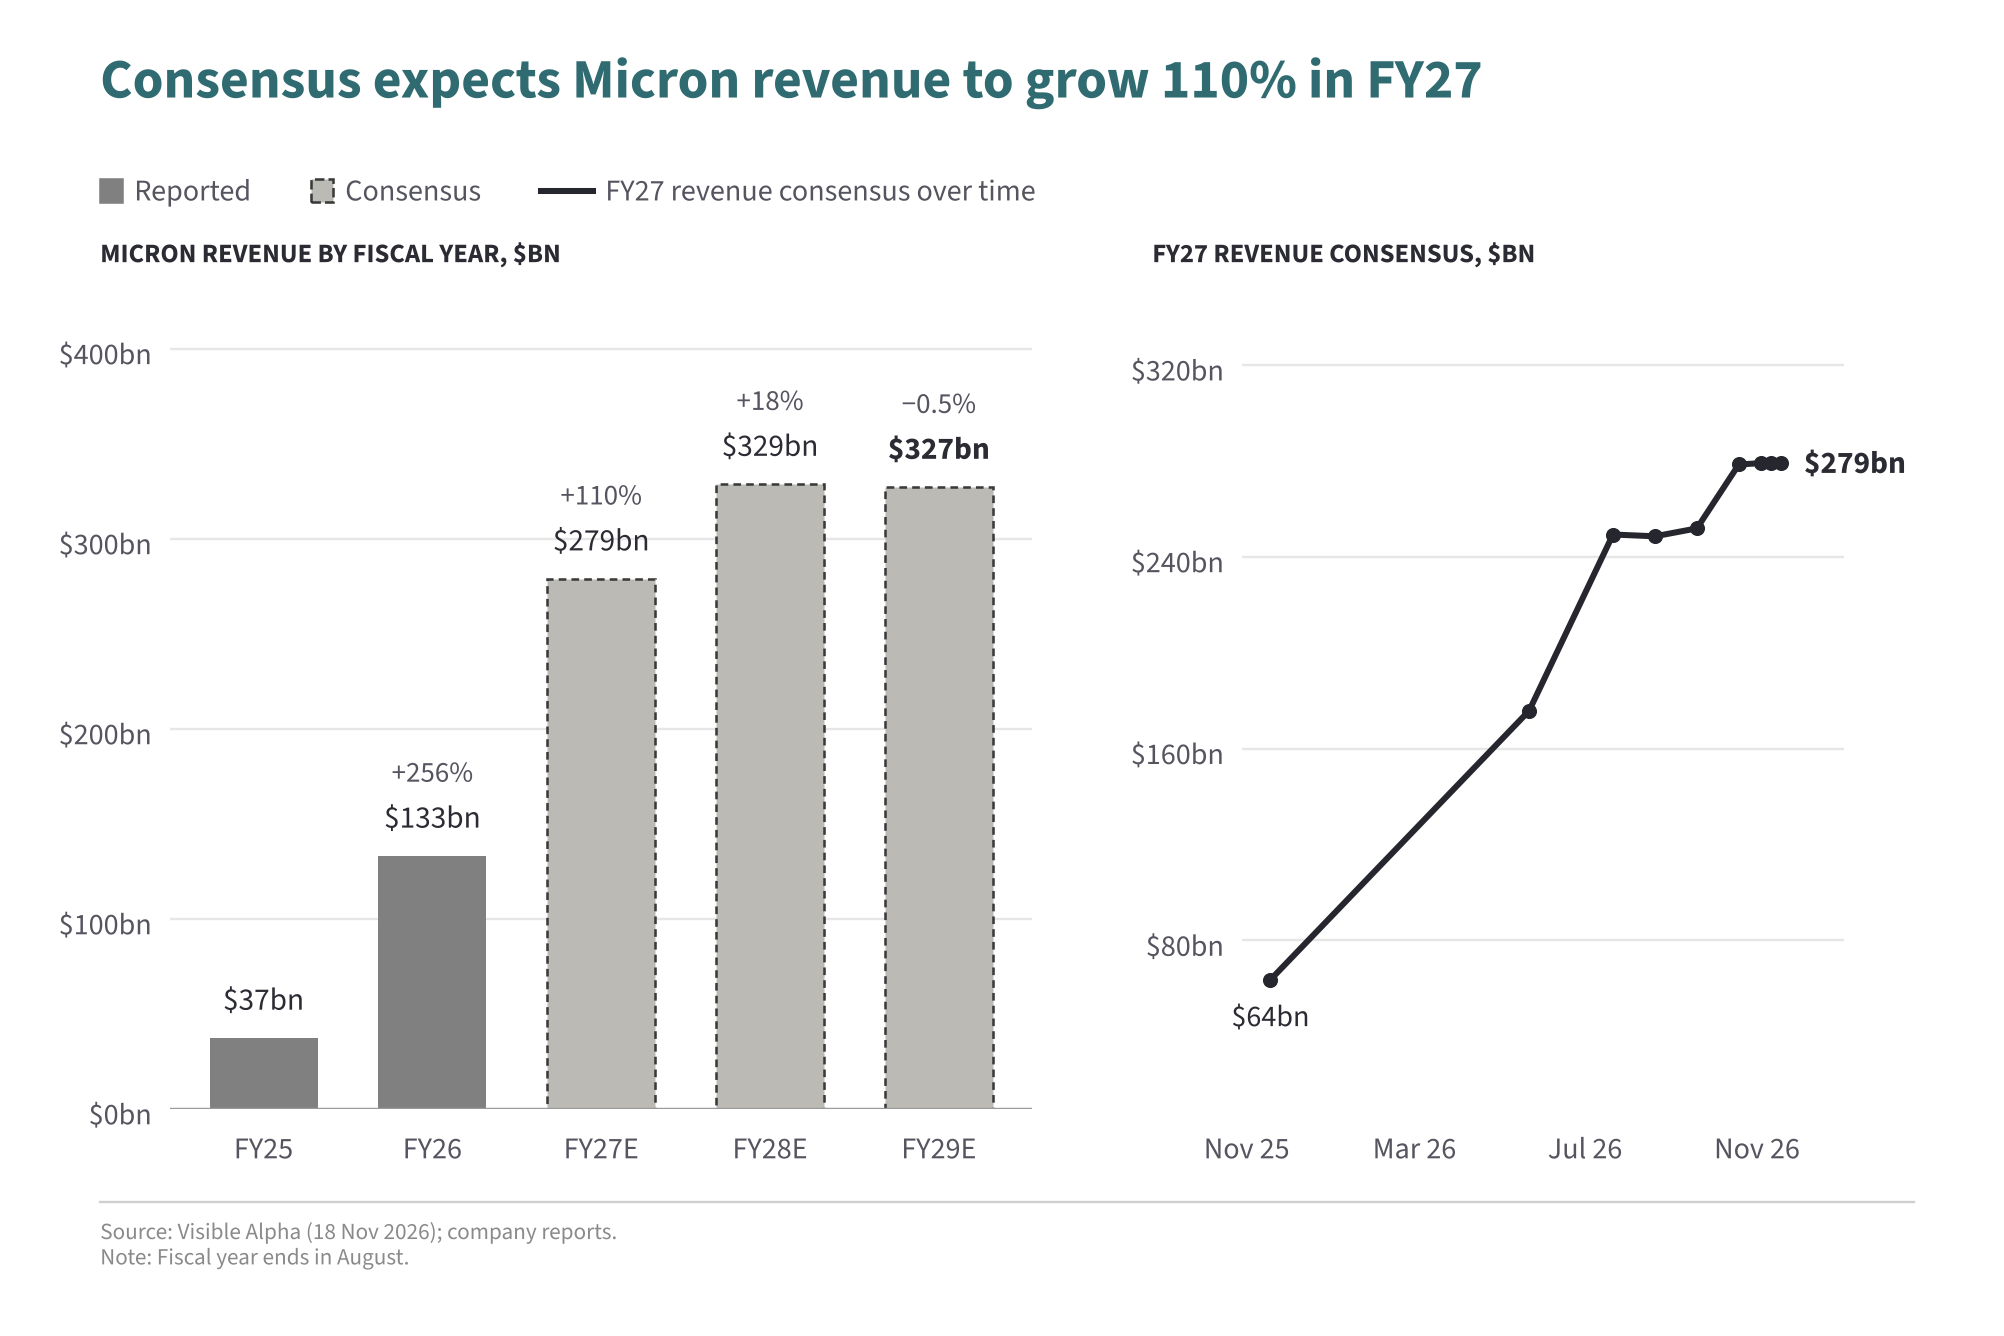 Consensus expects Micron revenue to grow 110% in FY27
Reported
Consensus
FY27 revenue consensus over time
MICRON REVENUE BY FISCAL YEAR, $BN
$400bn
$300bn
$200bn
$100bn
$0bn
$37bn
+256%
$133bn
+110%
$279bn
+18%
$329bn
−0.5%
$327bn
FY25
FY26
FY27E
FY28E
FY29E
FY27 REVENUE CONSENSUS, $BN
$320bn
$240bn
$160bn
$80bn
$64bn
$279bn
Nov 25
Mar 26
Jul 26
Nov 26
Source: Visible Alpha (18 Nov 2026); company reports.
Note: Fiscal year ends in August.